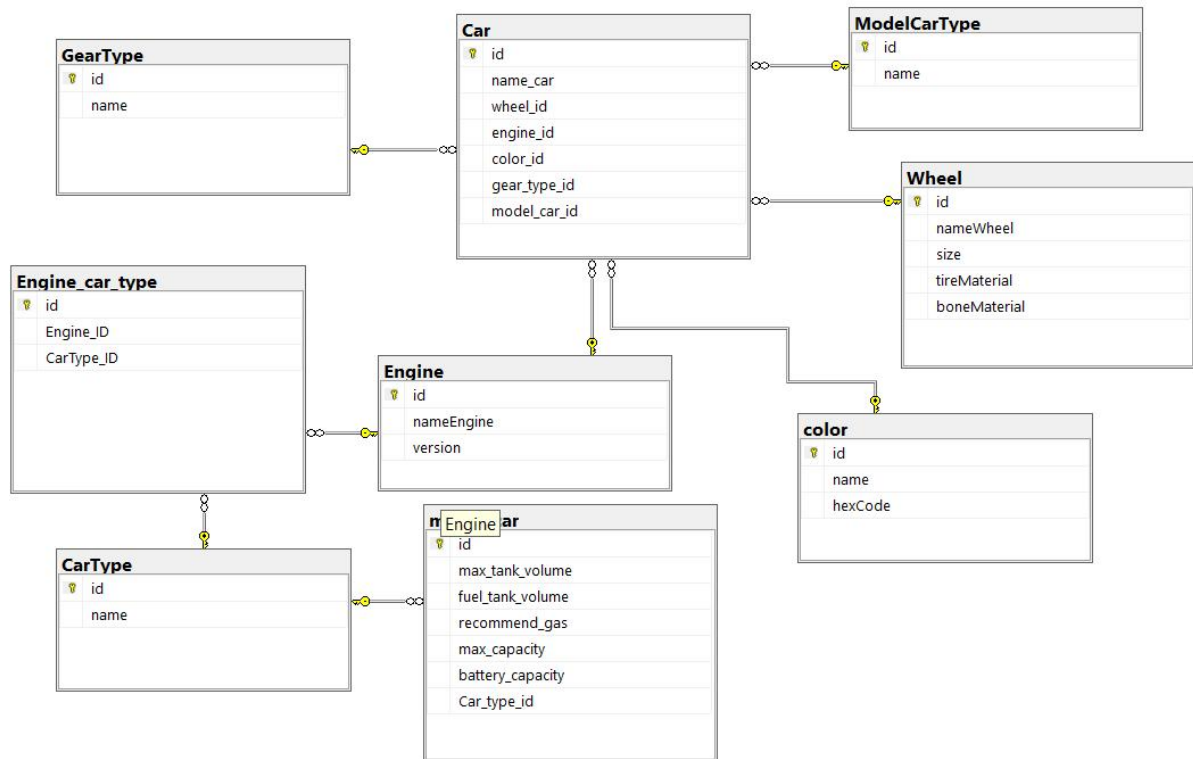 GearType
id
name
Car
id
name_car
wheel_id
engine_id
color_id
gear_type_id
model_car_id
ModelCarType
id
name
Wheel
id
nameWheel
size
tireMaterial
boneMaterial
Engine_car_type
id
Engine_ID
CarType_ID
Engine
id
nameEngine
version
color
id
name
hexCode
CarType
id
name
Engine
id
max_tank_volume
fuel_tank_volume
recommend_gas
max_capacity
battery_capacity
Car_type_id